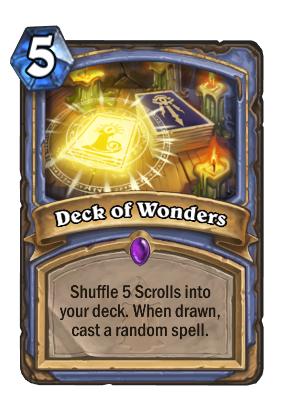 5
Deck of Wonders
Shuffle 5 Scrolls into
your deck. When drawn,
cast a random spell.